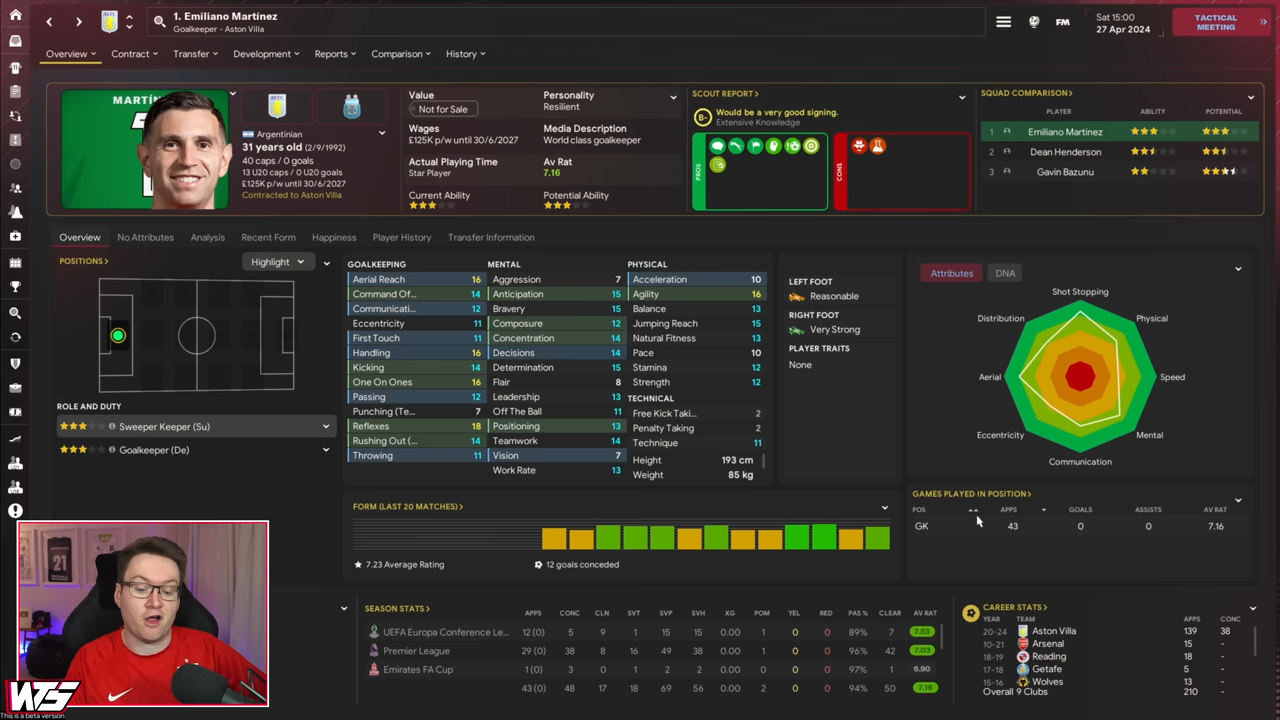 1. Emiliano Martínez
Goalkeeper - Aston Villa
FM
Sat 15:00
27 Apr 2024
TACTICAL
MEETING
Overview
Contract
Transfer
Development
Reports
Comparison
History
MARTÍN
Argentinian
31 years old (2/9/1992)
40 caps / 0 goals
13 U20 caps / 0 U20 goals
£125K p/w until 30/6/2027
Contracted to Aston Villa
Value
Not for Sale
Wages
£125K p/w until 30/6/2027
Actual Playing Time
Star Player
Current Ability
Personality
Resilient
Media Description
World class goalkeeper
Av Rat
7.16
Potential Ability
SCOUT REPORT
B-
Would be a very good signing.
Extensive Knowledge
PROS
CONS
SQUAD COMPARISON
PLAYER ABILITY POTENTIAL
1 Emiliano Martínez
2 Dean Henderson
3 Gavin Bazunu
Overview
No Attributes
Analysis
Recent Form
Happiness
Player History
Transfer Information
POSITIONS
Highlight
ROLE AND DUTY
Sweeper Keeper (Su)
Goalkeeper (De)
GOALKEEPING
Aerial Reach 16
Command Of... 14
Communicati... 12
Eccentricity 11
First Touch 11
Handling 16
Kicking 14
One On Ones 16
Passing 12
Punching (Te... 7
Reflexes 18
Rushing Out (... 14
Throwing 11
MENTAL
Aggression 7
Anticipation 15
Bravery 15
Composure 12
Concentration 14
Decisions 14
Determination 15
Flair 8
Leadership 13
Off The Ball 11
Positioning 13
Teamwork 14
Vision 7
Work Rate 13
PHYSICAL
Acceleration 10
Agility 16
Balance 13
Jumping Reach 15
Natural Fitness 13
Pace 10
Stamina 12
Strength 12
TECHNICAL
Free Kick Taki... 2
Penalty Taking 2
Technique 11
Height 193 cm
Weight 85 kg
LEFT FOOT
Reasonable
RIGHT FOOT
Very Strong
PLAYER TRAITS
None
Attributes
DNA
Shot Stopping
Physical
Speed
Mental
Communication
Eccentricity
Aerial
Distribution
FORM (LAST 20 MATCHES)
7.23 Average Rating
12 goals conceded
GAMES PLAYED IN POSITION
POS APPS GOALS ASSISTS AV RAT
GK 43 0 0 7.16
SEASON STATS
APPS CONC CLN SVT SVP SVH XG POM YEL RED PAS % CLEAR AV RAT
UEFA Europa Conference Le... 12 (0) 5 9 1 15 15 0.00 1 0 0 89% 7 7.53
Premier League 29 (0) 38 8 16 49 38 0.00 1 0 0 96% 42 7.03
Emirates FA Cup 1 (0) 3 0 1 2 2 0.00 0 0 0 97% 1 6.90
43 (0) 48 17 18 69 56 0.00 2 0 0 94% 50 7.16
CAREER STATS
YEAR TEAM APPS CONC
20-24 Aston Villa 139 38
10-21 Arsenal 15 -
18-19 Reading 18 -
17-18 Getafe 5 -
15-16 Wolves 13 -
Overall 9 Clubs 210 -
21
WTS
This is a beta version